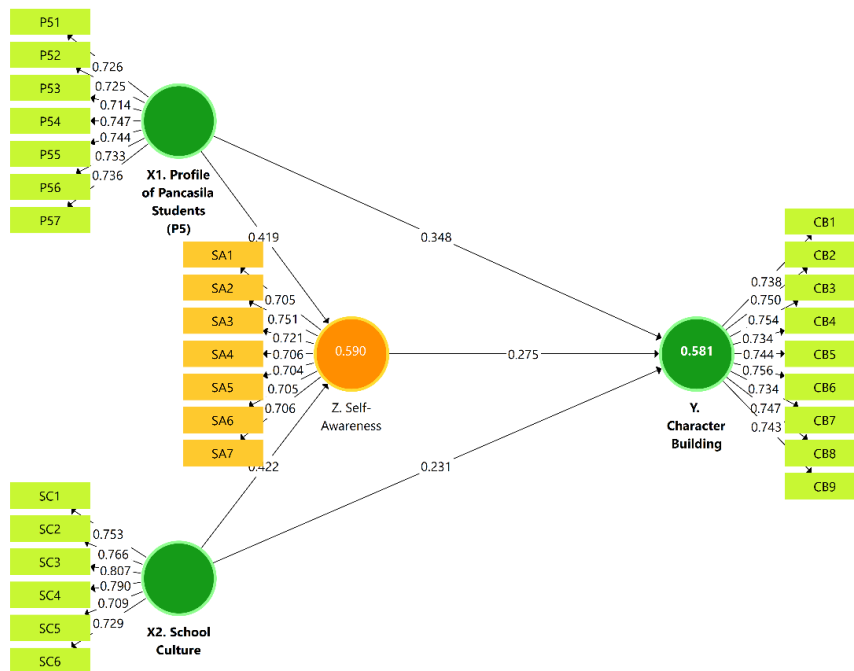 P51
P52
P53
P54
P55
P56
P57
0.726
0.725
0.714
0.747
0.744
0.733
0.736
X1. Profile
of Pancasila
Students
(P5)
0.419
0.348
SA1
SA2
SA3
SA4
SA5
SA6
SA7
0.705
0.751
0.721
0.706
0.704
0.705
0.706
0.590
Z. Self-
Awareness
0.275
0.581
Y.
Character
Building
CB1
CB2
CB3
CB4
CB5
CB6
CB7
CB8
CB9
0.738
0.750
0.754
0.734
0.744
0.756
0.734
0.747
0.743
0.422
0.231
SC1
SC2
SC3
SC4
SC5
SC6
0.753
0.766
0.807
0.790
0.709
0.729
X2. School
Culture